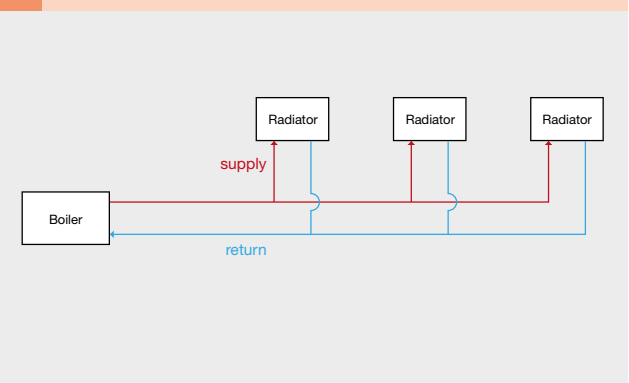 Radiator
Radiator
Radiator
supply
Boiler
return